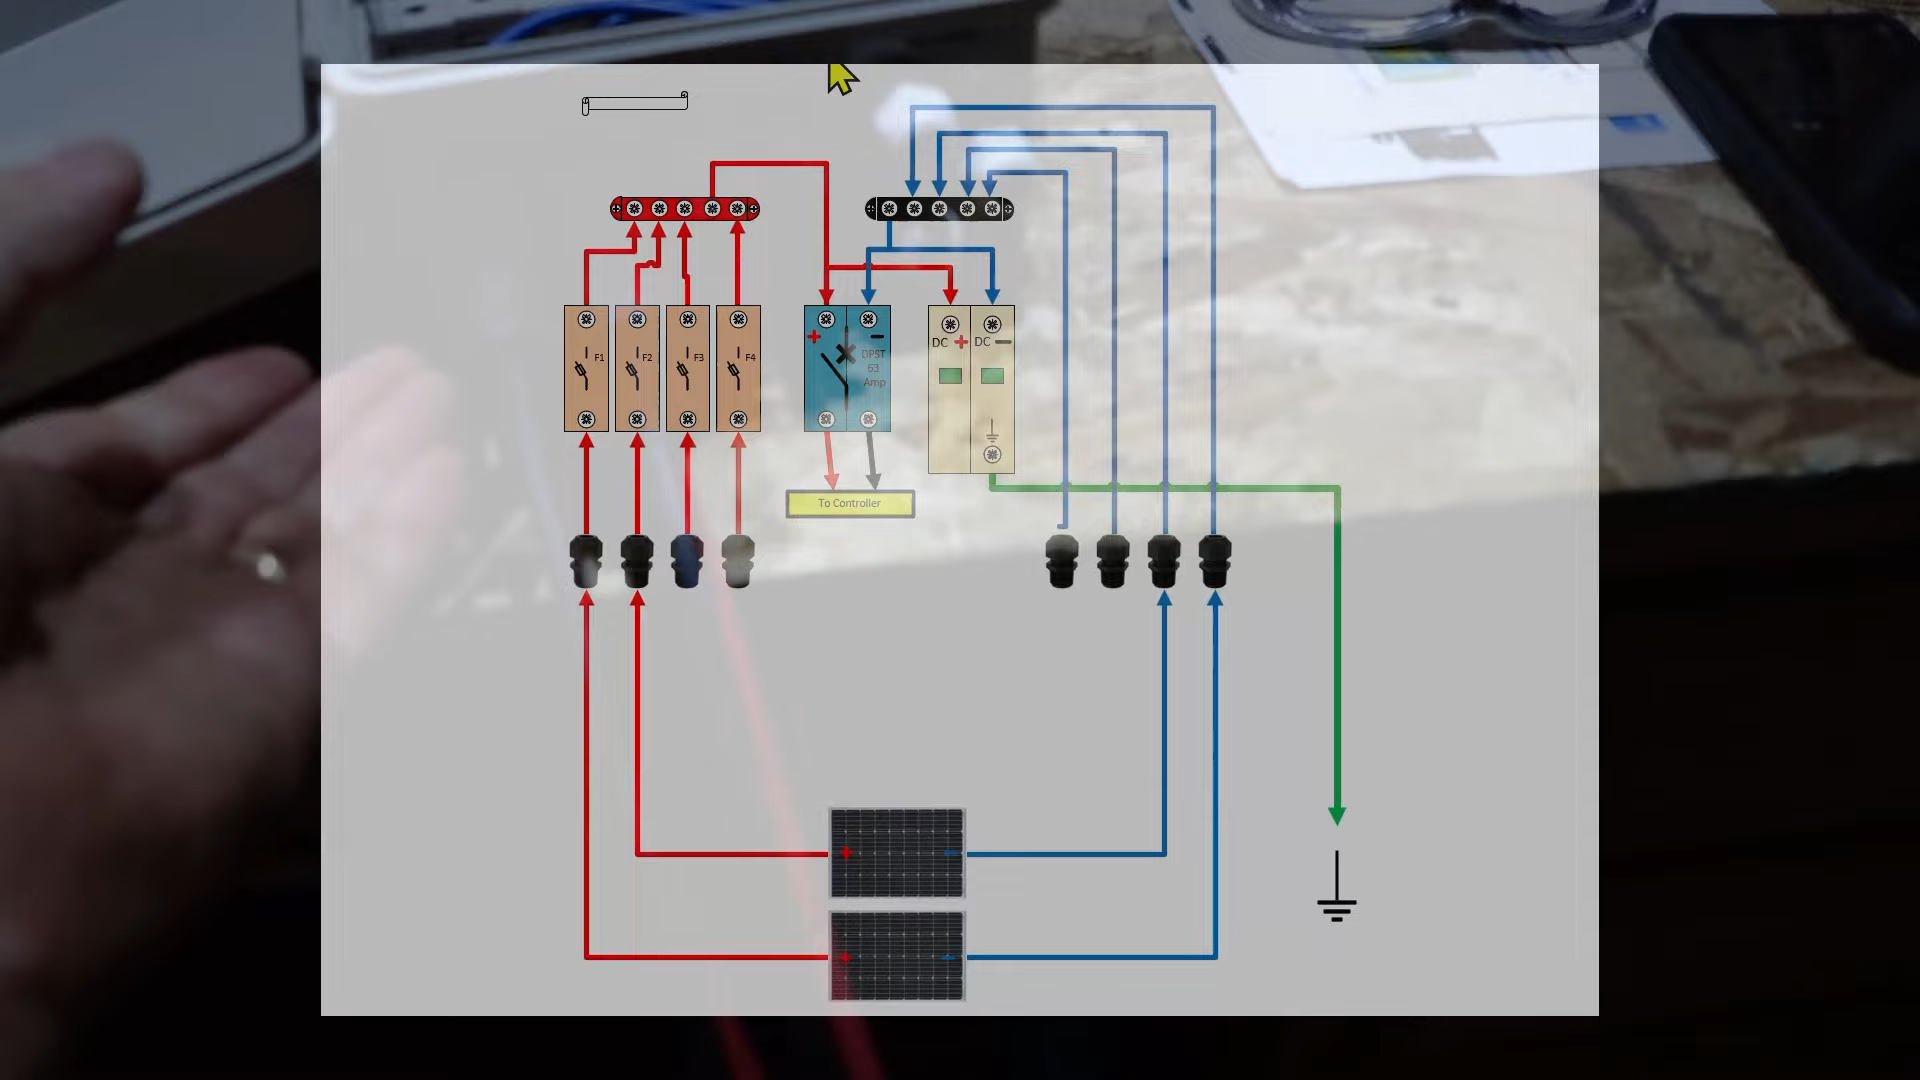 F1
F2
F3
F4
+
−
DPST
63
Amp
DC +
DC −
To Controller
+ −
+ −